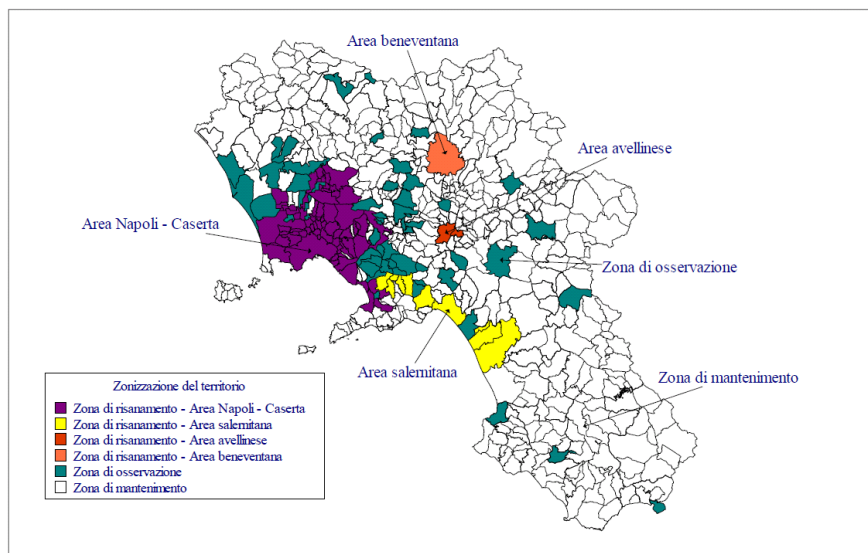 Area beneventana
Area avellinese
Area Napoli - Caserta
Zona di osservazione
Area salernitana
Zona di mantenimento
Zonizzazione del territorio
Zona di risanamento - Area Napoli - Caserta
Zona di risanamento - Area salernitana
Zona di risanamento - Area avellinese
Zona di risanamento - Area beneventana
Zona di osservazione
Zona di mantenimento